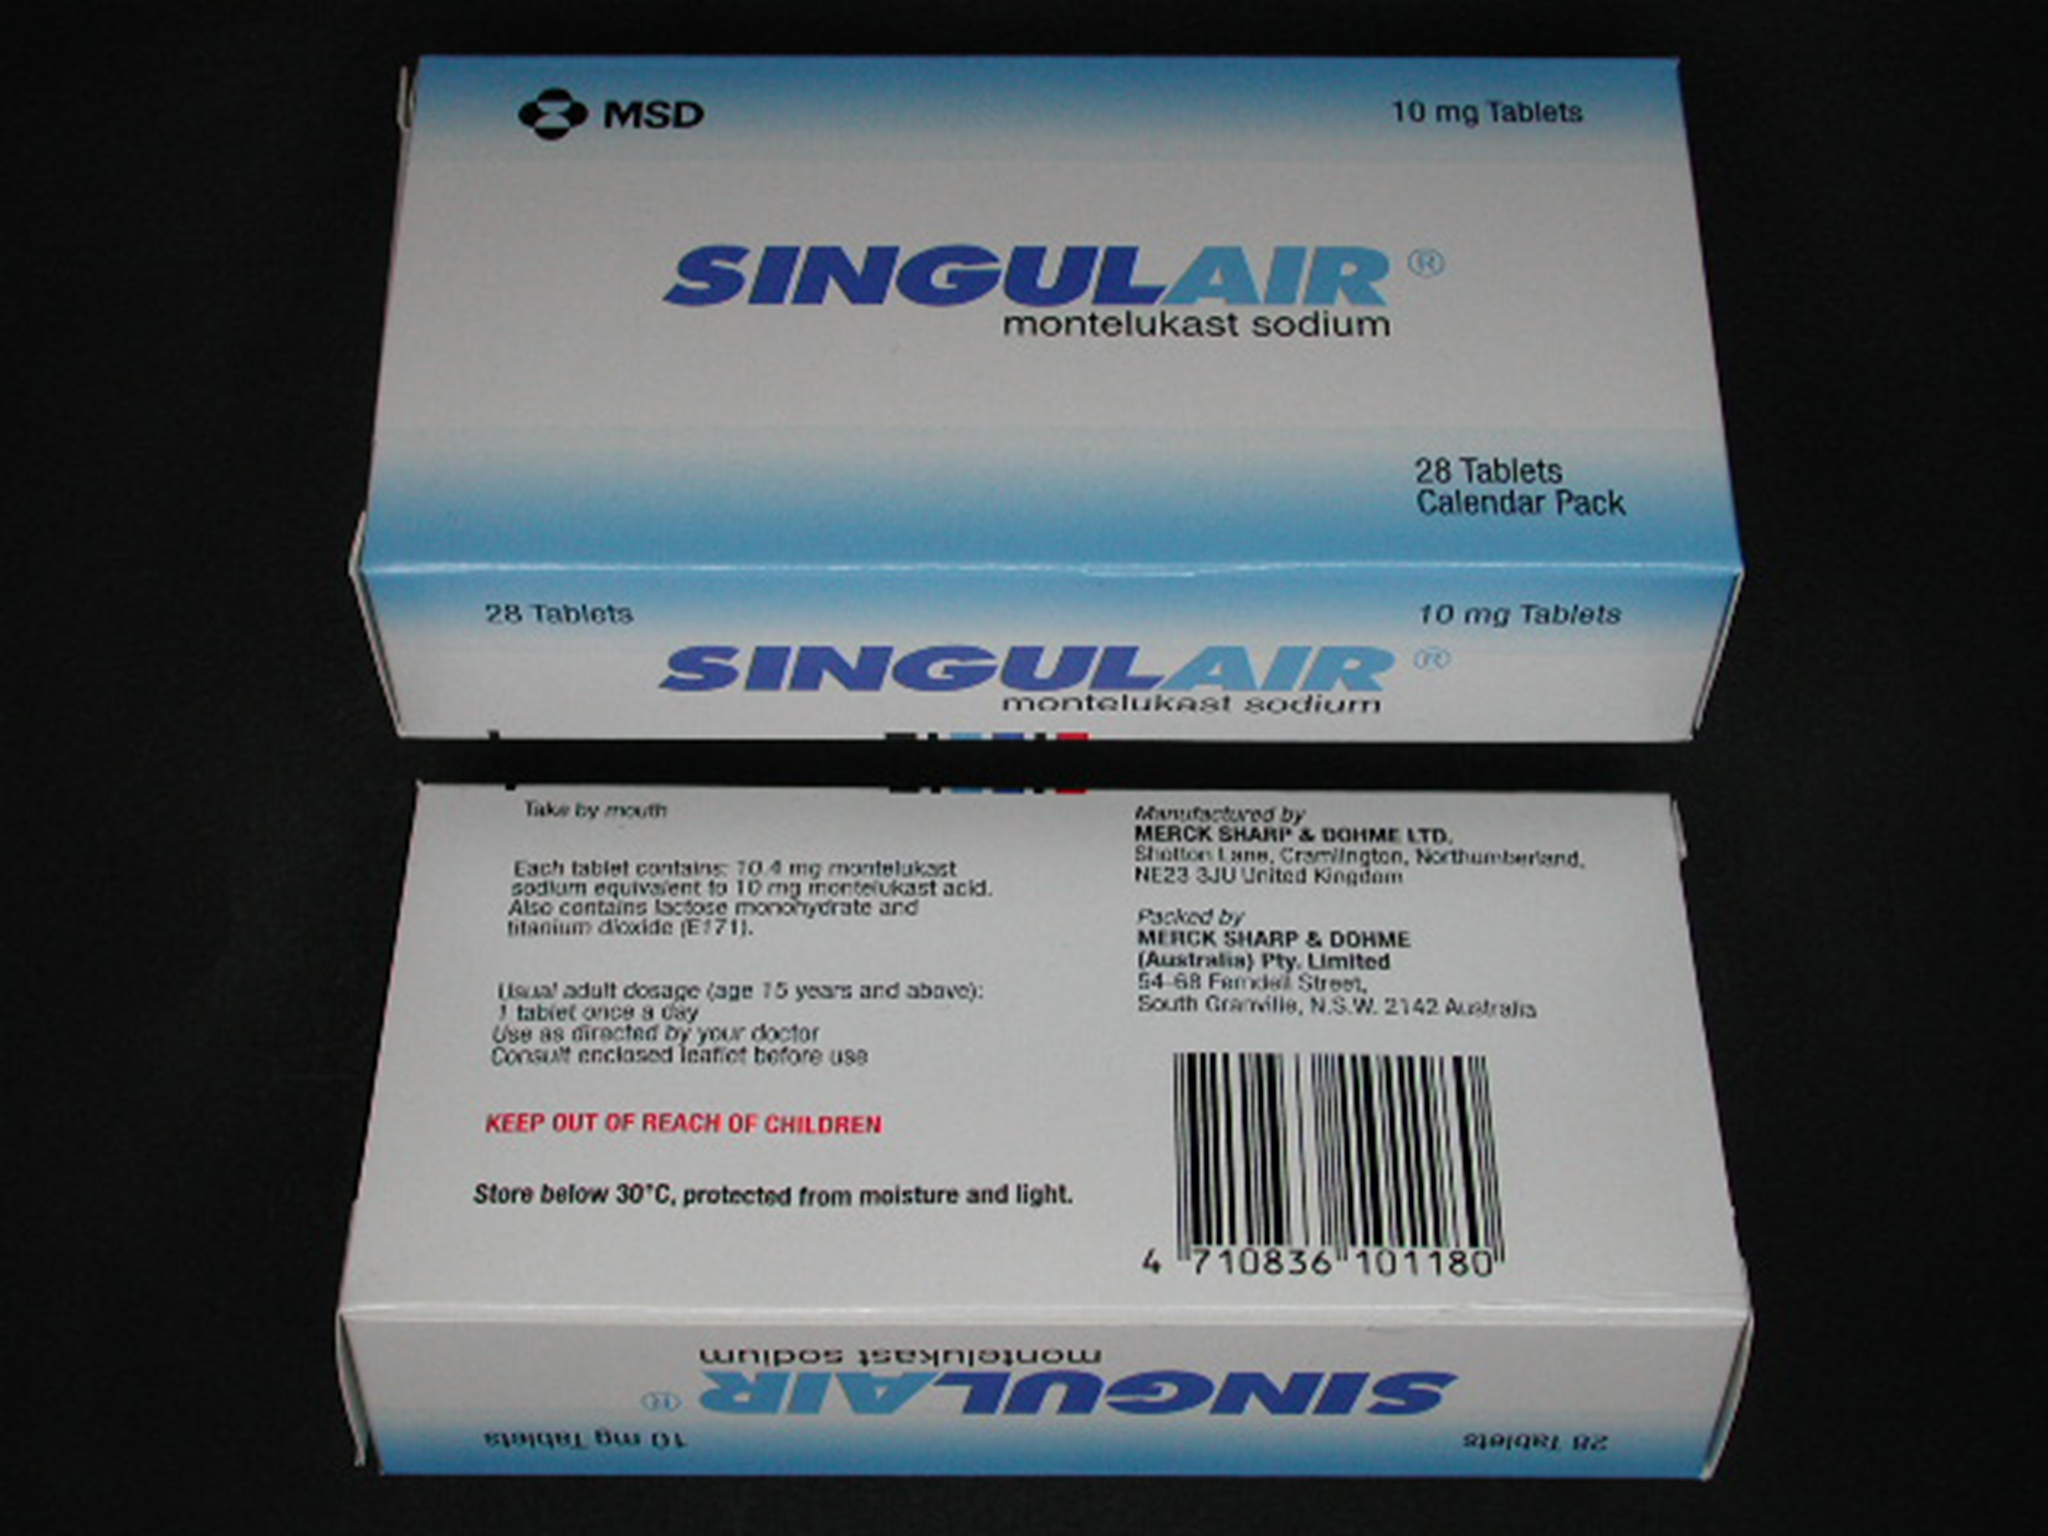 MSD
10 mg Tablets
SINGULAIR®
montelukast sodium
28 Tablets
Calendar Pack
28 Tablets
10 mg Tablets
SINGULAIR®
montelukast sodium
Take by mouth
Each tablet contains: 10.4 mg montelukast
sodium equivalent to 10 mg montelukast acid.
Also contains lactose monohydrate and
titanium dioxide (E171).
Usual adult dosage (age 15 years and above):
1 tablet once a day
Use as directed by your doctor
Consult enclosed leaflet before use
KEEP OUT OF REACH OF CHILDREN
Store below 30°C, protected from moisture and light.
Manufactured by
MERCK SHARP & DOHME LTD.
Shotton Lane, Cramlington, Northumberland,
NE23 3JU United Kingdom
Packed by
MERCK SHARP & DOHME
(Australia) Pty. Limited
54-68 Ferndell Street,
South Granville, N.S.W. 2142 Australia
4 710836 101180
28 Tablets
10 mg Tablets
SINGULAIR®
montelukast sodium